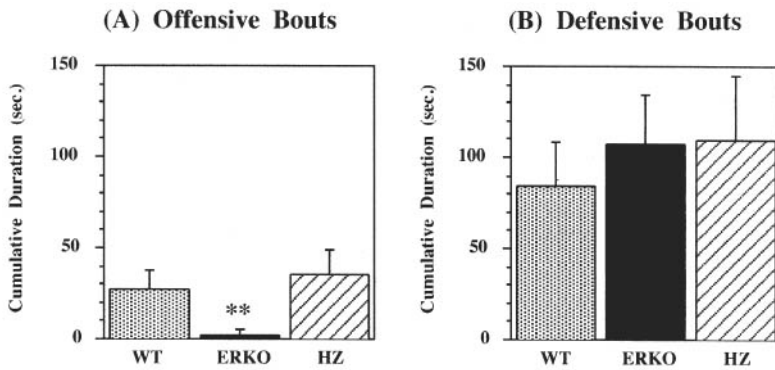 (A) Offensive Bouts
Cumulative Duration (sec.)
150
100
50
0
**
WT ERKO HZ
(B) Defensive Bouts
Cumulative Duration (sec.)
150
100
50
0
WT ERKO HZ